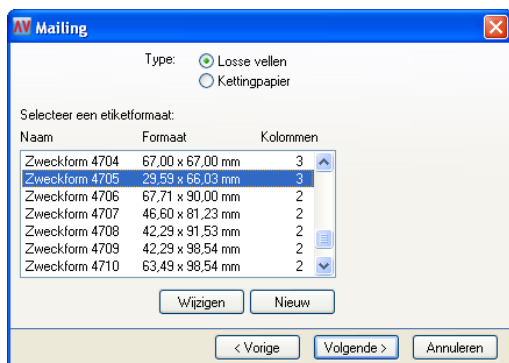 AV Mailing
Type: Losse vellen
Kettingpapier
Selecteer een etiketformaat:
Naam Formaat Kolommen
Zweckform 4704 67,00 x 67,00 mm 3
Zweckform 4705 29,59 x 66,03 mm 3
Zweckform 4706 67,71 x 90,00 mm 2
Zweckform 4707 46,60 x 81,23 mm 2
Zweckform 4708 42,29 x 91,53 mm 2
Zweckform 4709 42,29 x 98,54 mm 2
Zweckform 4710 63,49 x 98,54 mm 2
Wijzigen Nieuw
< Vorige Volgende > Annuleren